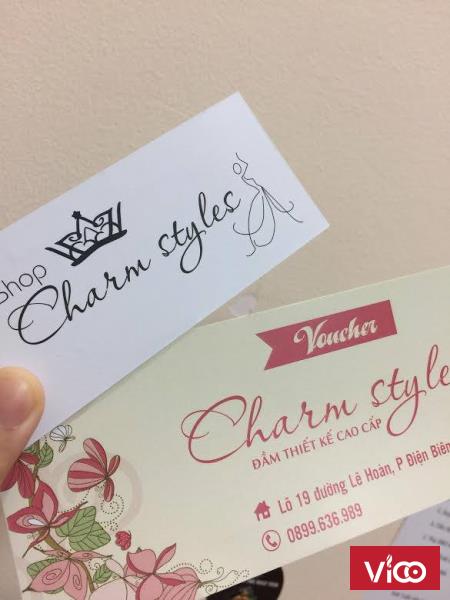 Shop
Charm styles
Voucher
Charm style
ĐẦM THIẾT KẾ CAO CẤP
Lô 19 đường Lê Hoàn, P Điện Biên
0899.636.989
ViCO